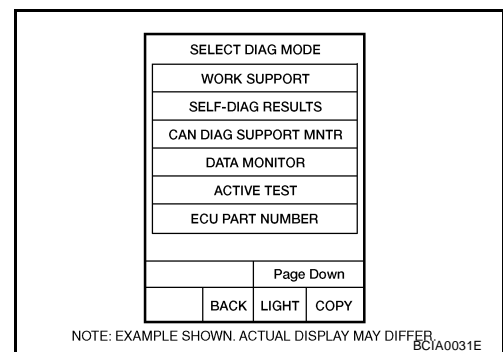 SELECT DIAG MODE
WORK SUPPORT
SELF-DIAG RESULTS
CAN DIAG SUPPORT MNTR
DATA MONITOR
ACTIVE TEST
ECU PART NUMBER
Page Down
BACK LIGHT COPY
NOTE: EXAMPLE SHOWN. ACTUAL DISPLAY MAY DIFFER.
BCIA0031E